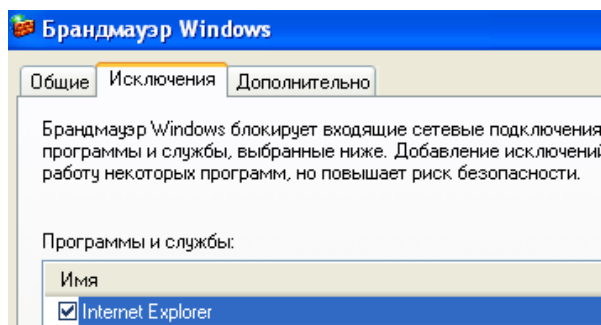 Брандмауэр Windows
Общие Исключения Дополнительно
Брандмауэр Windows блокирует входящие сетевые подключения
программы и службы, выбранные ниже. Добавление исключений
работу некоторых программ, но повышает риск безопасности.
Программы и службы:
Имя
Internet Explorer